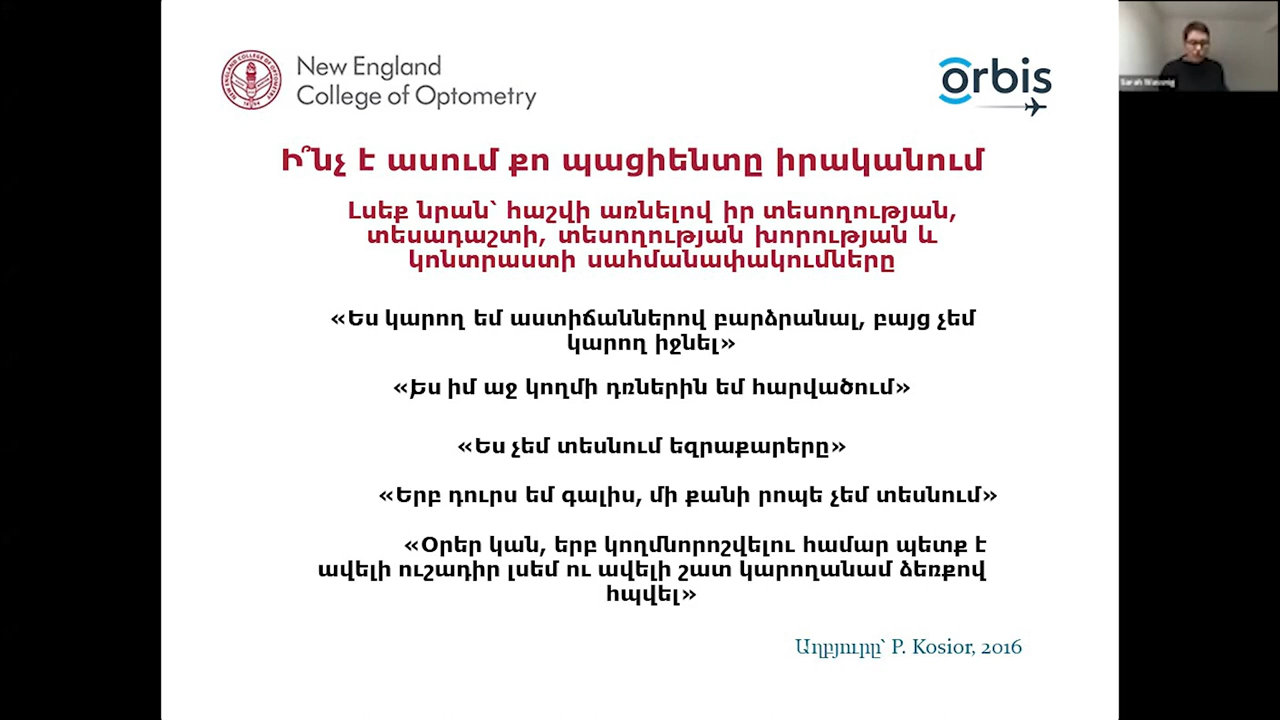 New England
College of Optometry
orbis
Ի՞նչ է ասում քո պացիենտը իրականում
Լսեք նրան՝ հաշվի առնելով իր տեսողության,
տեսադաշտի, տեսողության խորության և
կոնտրաստի սահմանափակումները
«Ես կարող եմ աստիճաններով բարձրանալ, բայց չեմ
կարող իջնել»
«Ես իմ աջ կողմի դռներին եմ հարվածում»
«Ես չեմ տեսնում եզրաքարերը»
«Երբ դուրս եմ գալիս, մի քանի րոպե չեմ տեսնում»
«Օրեր կան, երբ կողմնորոշվելու համար պետք է
ավելի ուշադիր լսեմ ու ավելի շատ կարողանամ ձեռքով
հպվել»
Աղբյուրը՝ P. Kosior, 2016
Sarah Wassnig